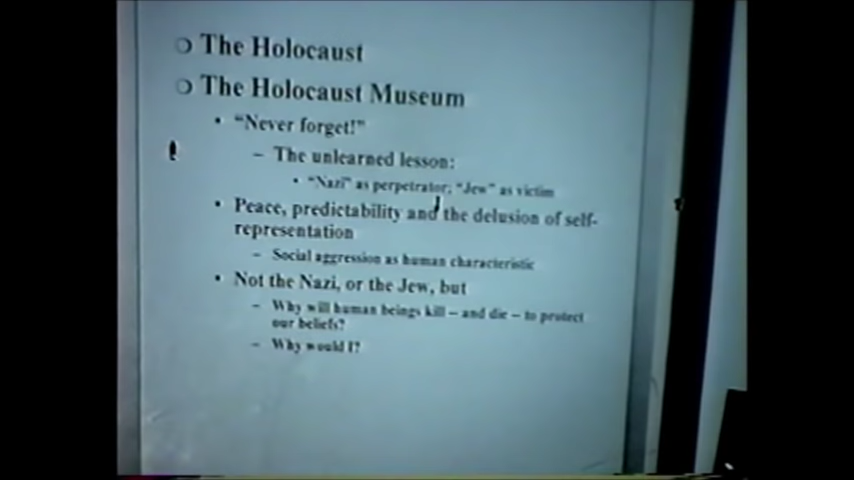 The Holocaust
The Holocaust Museum
• "Never forget!"
– The unlearned lesson:
• "Nazi" as perpetrator; "Jew" as victim
• Peace, predictability and the delusion of self-
representation
– Social aggression as human characteristic
• Not the Nazi, or the Jew, but
– Why will human beings kill – and die – to protect
our beliefs?
– Why would I?